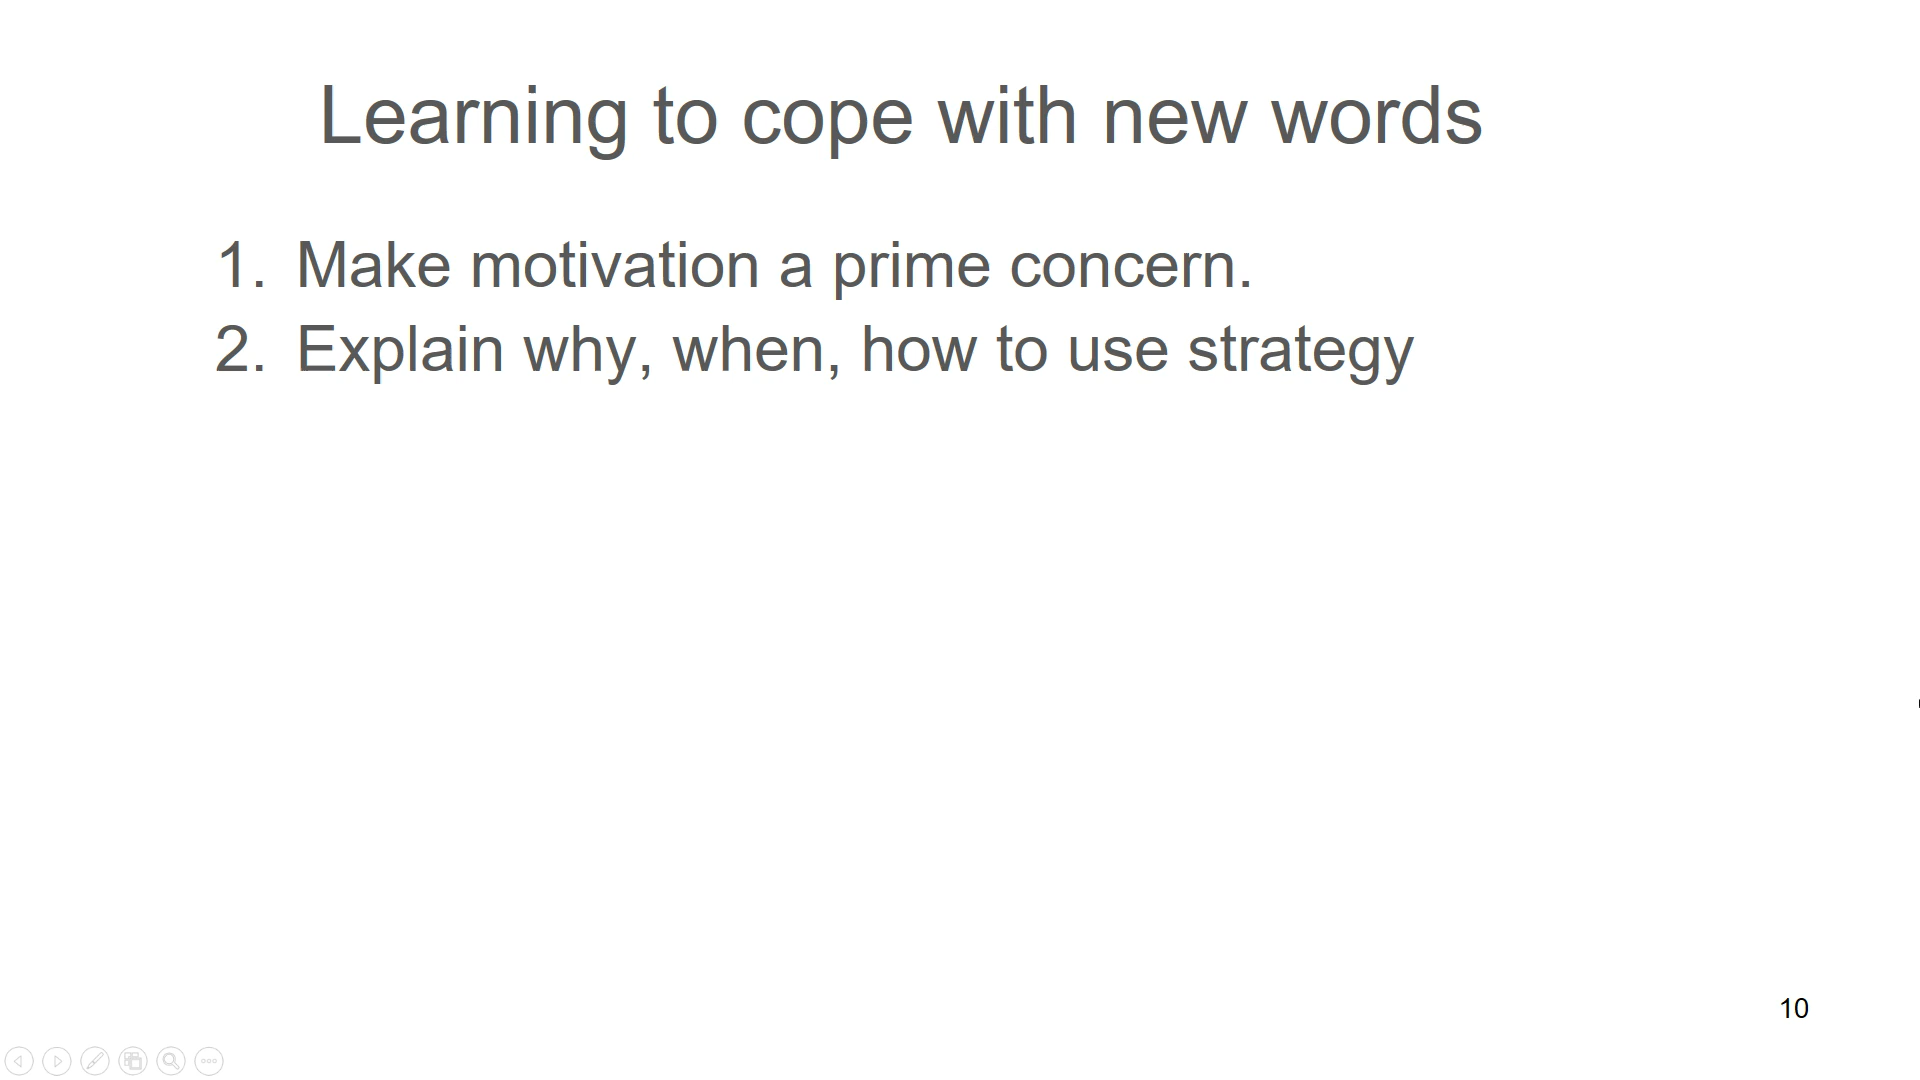 Learning to cope with new words
1. Make motivation a prime concern.
2. Explain why, when, how to use strategy
10